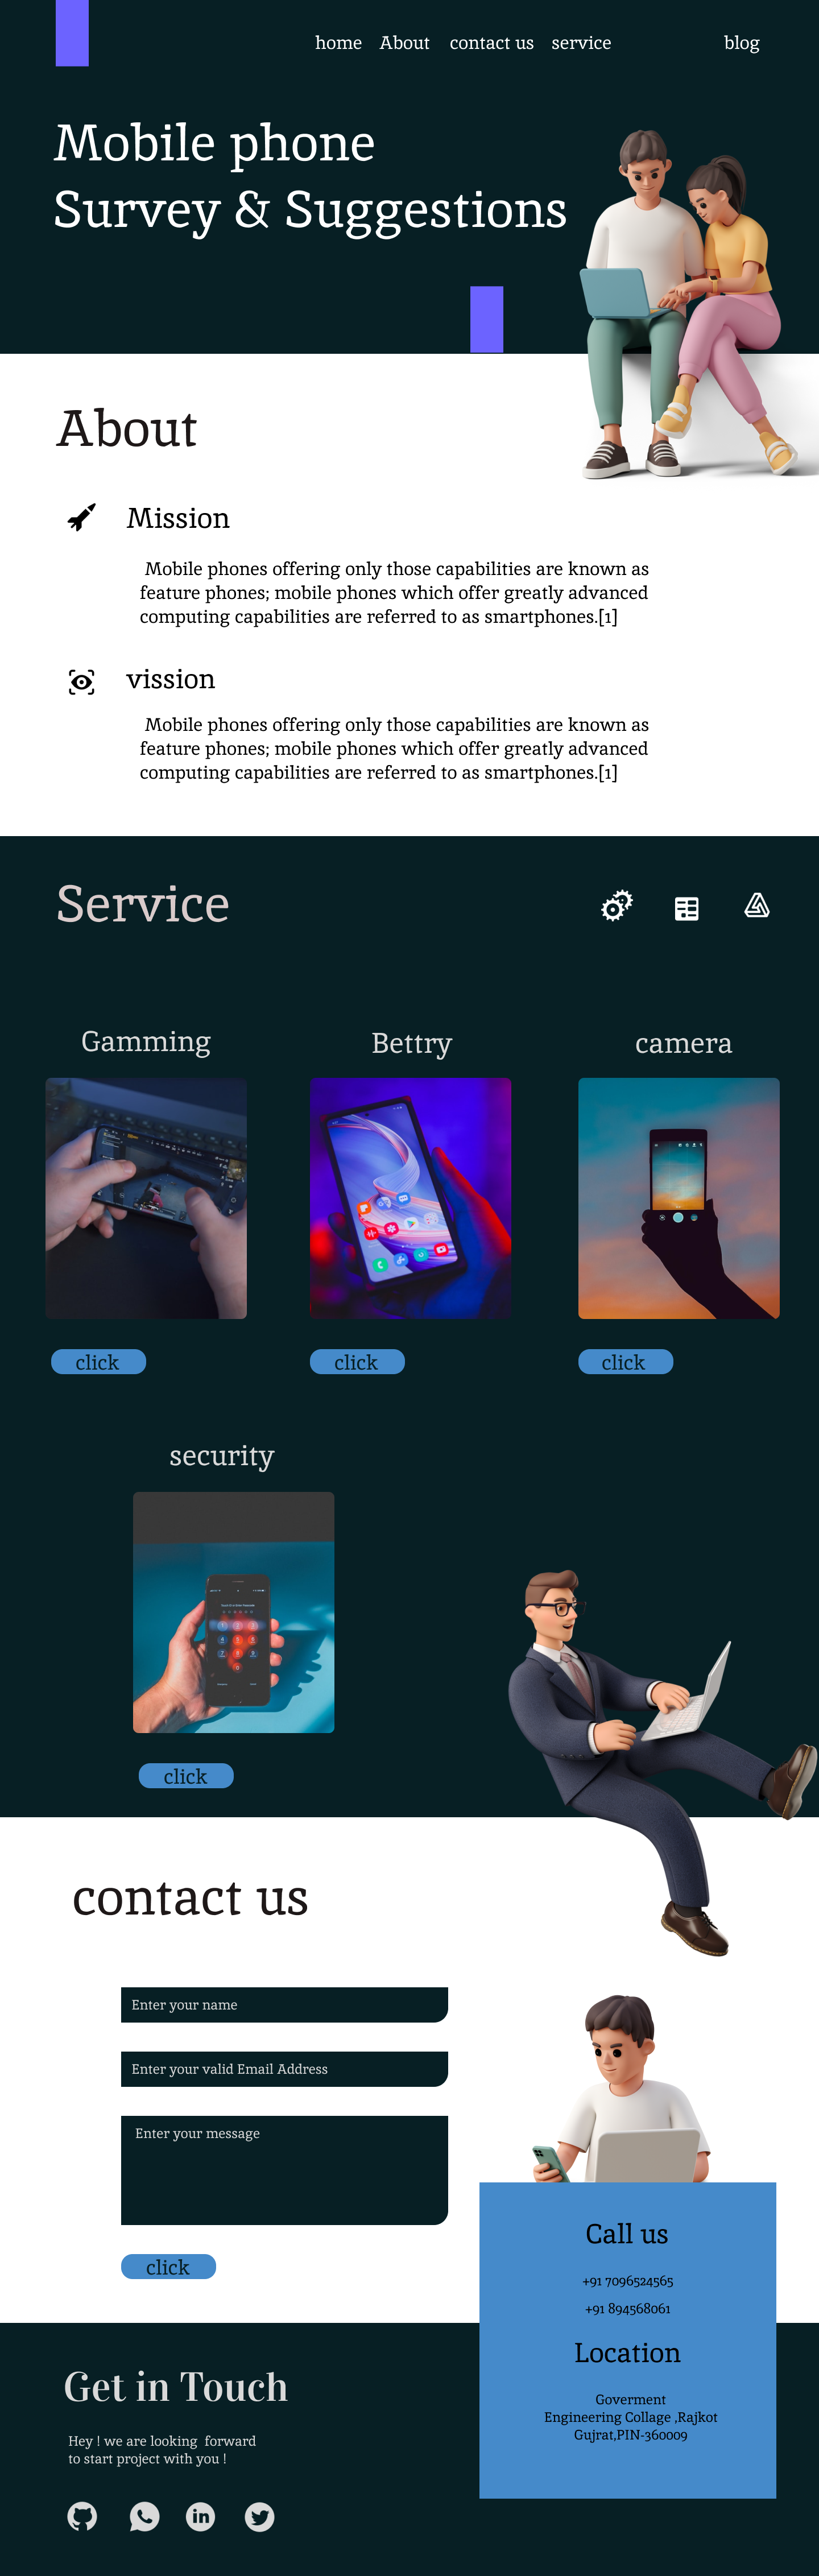 home About contact us service blog
Mobile phone
Survey & Suggestions
About
Mission
Mobile phones offering only those capabilities are known as
feature phones; mobile phones which offer greatly advanced
computing capabilities are referred to as smartphones.[1]
vission
Mobile phones offering only those capabilities are known as
feature phones; mobile phones which offer greatly advanced
computing capabilities are referred to as smartphones.[1]
Service
Gamming
Bettry
camera
click
click
click
security
click
contact us
Enter your name
Enter your valid Email Address
Enter your message
click
Call us
+91 7096524565
+91 894568061
Location
Goverment
Engineering Collage ,Rajkot
Gujrat,PIN-360009
Get in Touch
Hey ! we are looking forward
to start project with you !
in